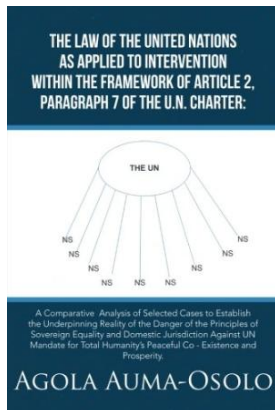 THE LAW OF THE UNITED NATIONS
AS APPLIED TO INTERVENTION
WITHIN THE FRAMEWORK OF ARTICLE 2,
PARAGRAPH 7 OF THE U.N. CHARTER:
THE UN
NS
NS
NS
NS
NS
NS
NS
NS
A Comparative Analysis of Selected Cases to Establish
the Underpinning Reality of the Danger of the Principles of
Sovereign Equality and Domestic Jurisdiction Against UN
Mandate for Total Humanity's Peaceful Co - Existence and
Prosperity.
AGOLA AUMA-OSOLO